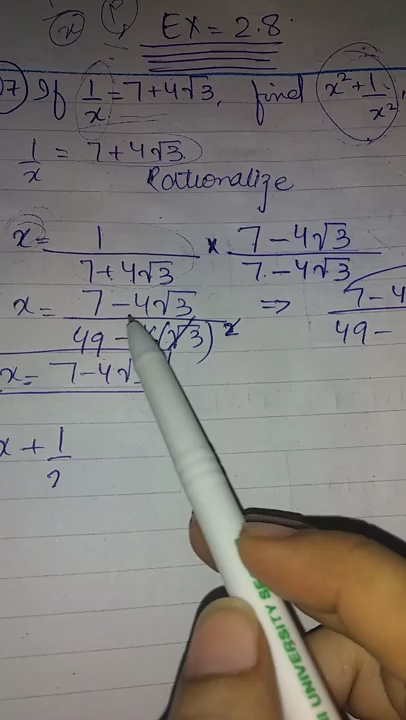 EX = 2.8.
Q7) If 1/x = 7+4√3, find x²+1/x²,
1/x = 7+4√3
Rationalize
x = 1/7+4√3 × 7-4√3/7-4√3
x = 7-4√3/49-(√3)² ⇒ 7-4/49-
x = 7-4√
x + 1/
I UNIVERSITY SE